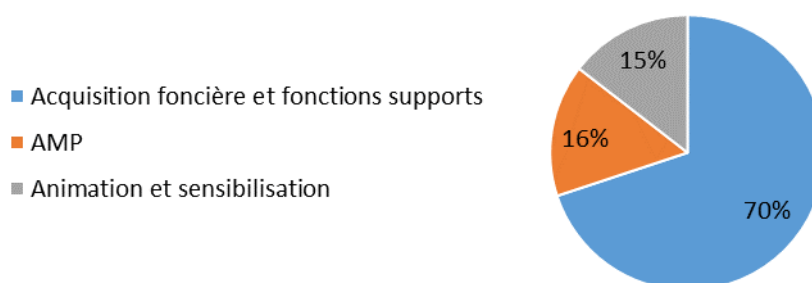 Acquisition foncière et fonctions supports
AMP
Animation et sensibilisation
15%
16%
70%